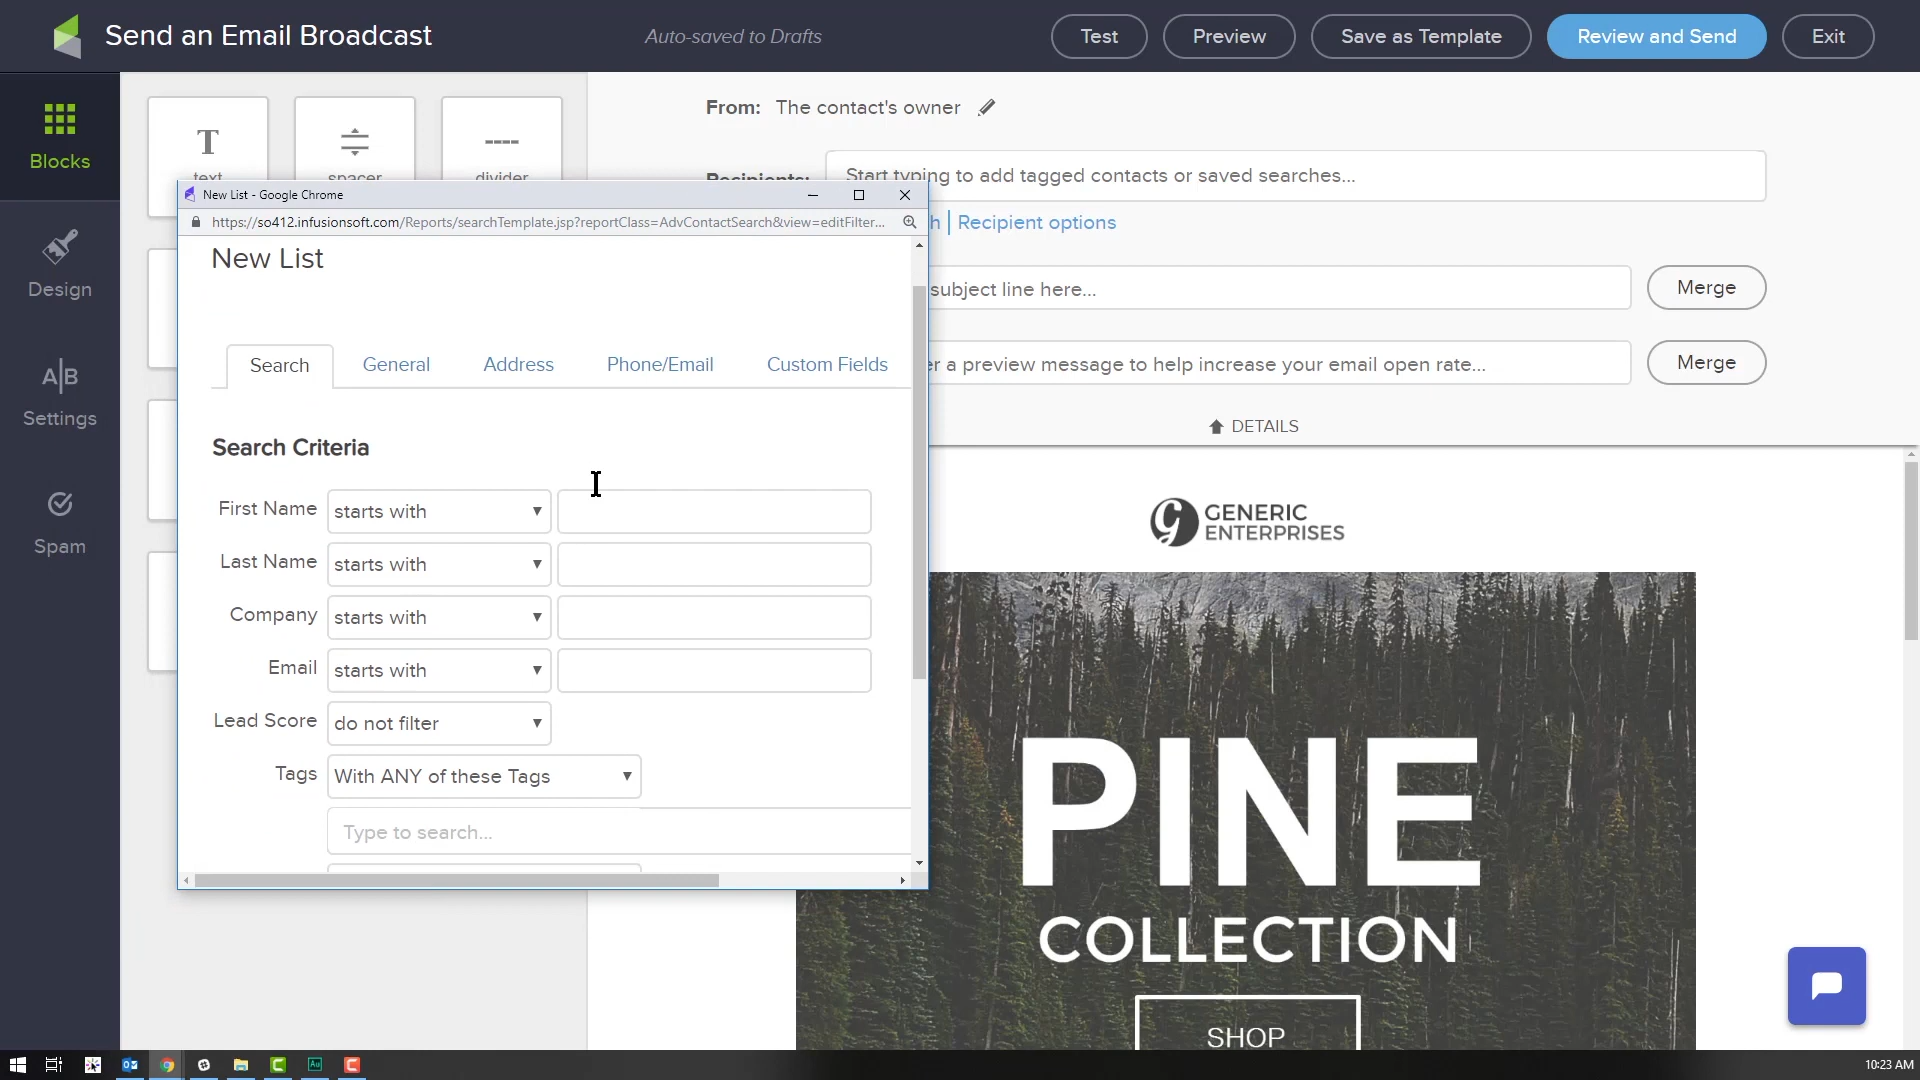 Send an Email Broadcast
Auto-saved to Drafts
Test
Preview
Save as Template
Review and Send
Exit
Blocks
Design
A|B
Settings
Spam
T
text
spacer
divider
From: The contact's owner
Recipients:
Start typing to add tagged contacts or saved searches...
h | Recipient options
subject line here...
Merge
er a preview message to help increase your email open rate...
Merge
DETAILS
New List - Google Chrome
https://so412.infusionsoft.com/Reports/searchTemplate.jsp?reportClass=AdvContactSearch&view=editFilter...
New List
Search
General
Address
Phone/Email
Custom Fields
Search Criteria
First Name
starts with
Last Name
starts with
Company
starts with
Email
starts with
Lead Score
do not filter
Tags
With ANY of these Tags
Type to search...
GENERIC
ENTERPRISES
PINE
COLLECTION
SHOP
Au
10:23 AM